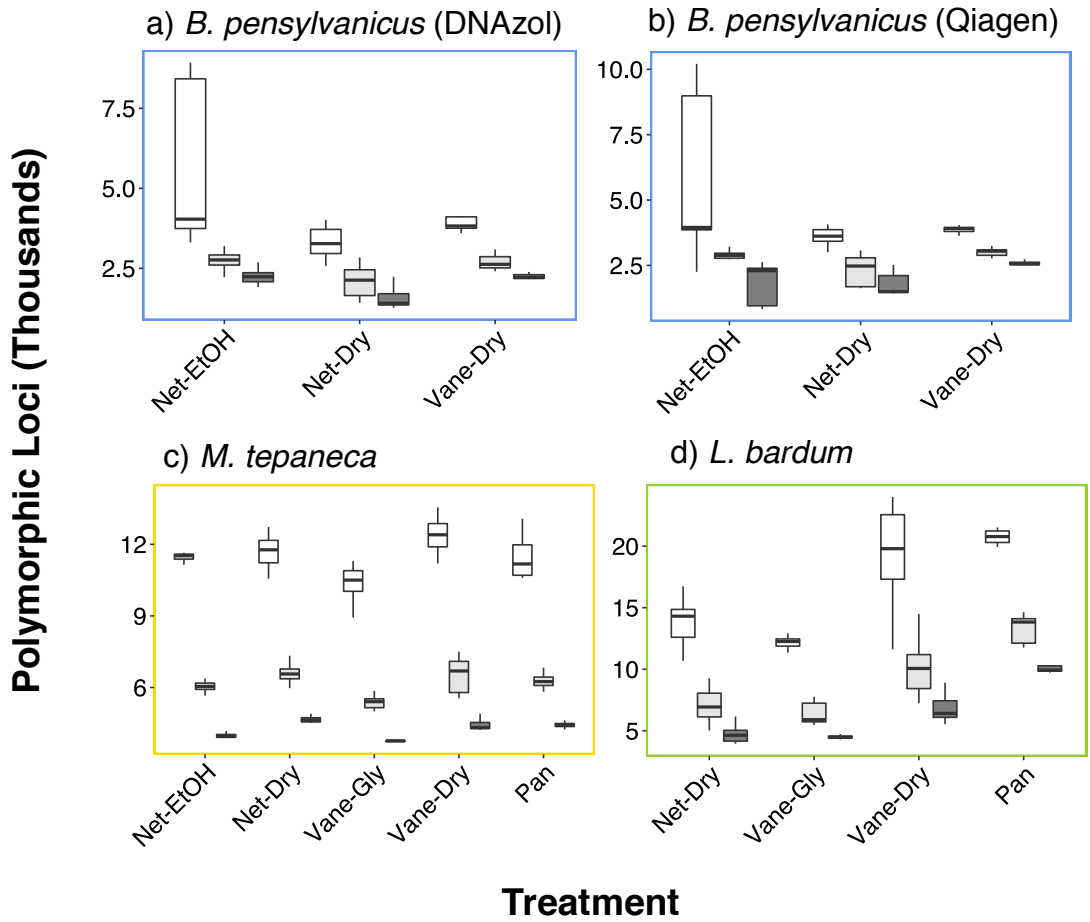 a) B. pensylvanicus (DNAzol)
b) B. pensylvanicus (Qiagen)
Polymorphic Loci (Thousands)
7.5
5.0
2.5
Net-EtOH
Net-Dry
Vane-Dry
10.0
7.5
5.0
2.5
Net-EtOH
Net-Dry
Vane-Dry
c) M. tepaneca
d) L. bardum
12
9
6
Net-EtOH
Net-Dry
Vane-Gly
Vane-Dry
Pan
20
15
10
5
Net-Dry
Vane-Gly
Vane-Dry
Pan
Treatment